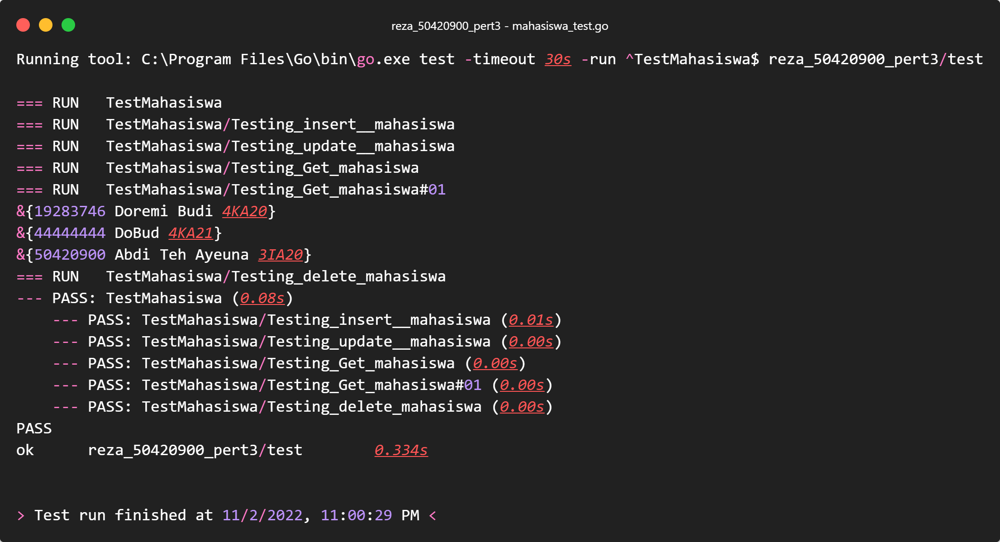 reza_50420900_pert3 - mahasiswa_test.go
Running tool: C:\Program Files\Go\bin\go.exe test -timeout 30s -run ^TestMahasiswa$ reza_50420900_pert3/test
=== RUN   TestMahasiswa
=== RUN   TestMahasiswa/Testing_insert__mahasiswa
=== RUN   TestMahasiswa/Testing_update__mahasiswa
=== RUN   TestMahasiswa/Testing_Get_mahasiswa
=== RUN   TestMahasiswa/Testing_Get_mahasiswa#01
&{19283746 Doremi Budi 4KA20}
&{44444444 DoBud 4KA21}
&{50420900 Abdi Teh Ayeuna 3IA20}
=== RUN   TestMahasiswa/Testing_delete_mahasiswa
--- PASS: TestMahasiswa (0.08s)
    --- PASS: TestMahasiswa/Testing_insert__mahasiswa (0.01s)
    --- PASS: TestMahasiswa/Testing_update__mahasiswa (0.00s)
    --- PASS: TestMahasiswa/Testing_Get_mahasiswa (0.00s)
    --- PASS: TestMahasiswa/Testing_Get_mahasiswa#01 (0.00s)
    --- PASS: TestMahasiswa/Testing_delete_mahasiswa (0.00s)
PASS
ok      reza_50420900_pert3/test        0.334s
> Test run finished at 11/2/2022, 11:00:29 PM <